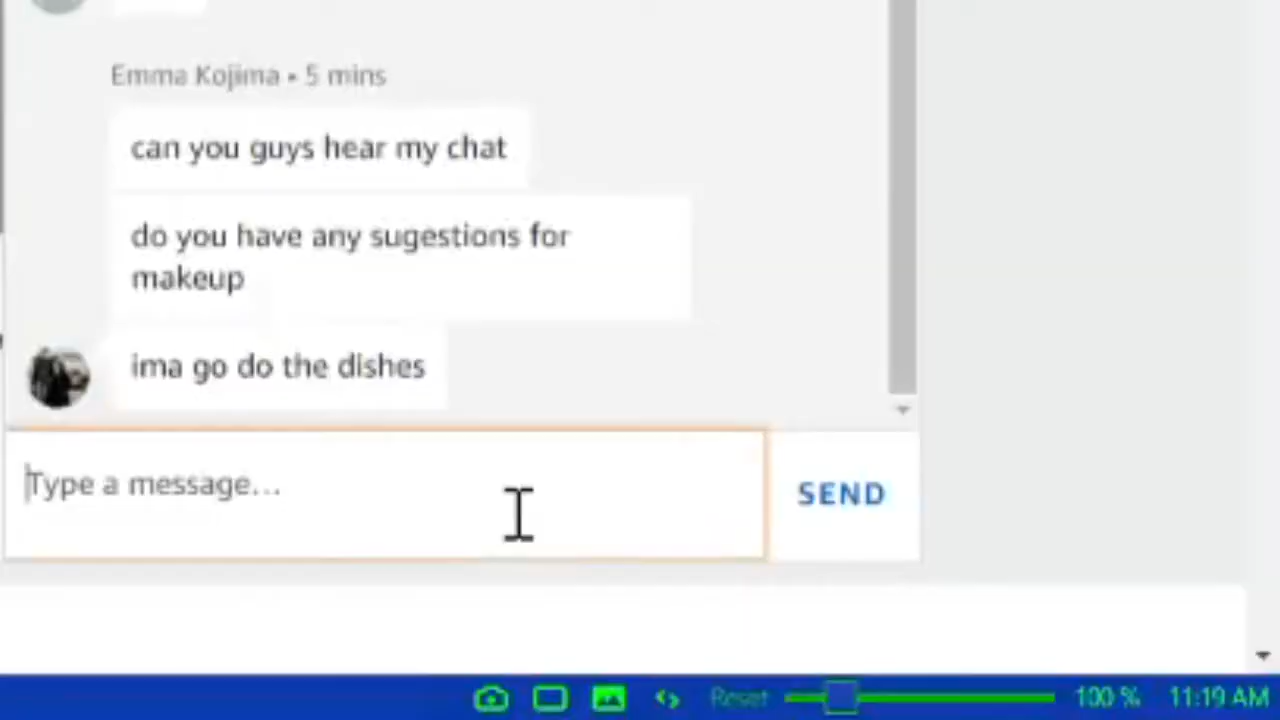 Emma Kojima • 5 mins
can you guys hear my chat
do you have any sugestions for
makeup
ima go do the dishes
Type a message...
SEND
Reset 100 % 11:19 AM